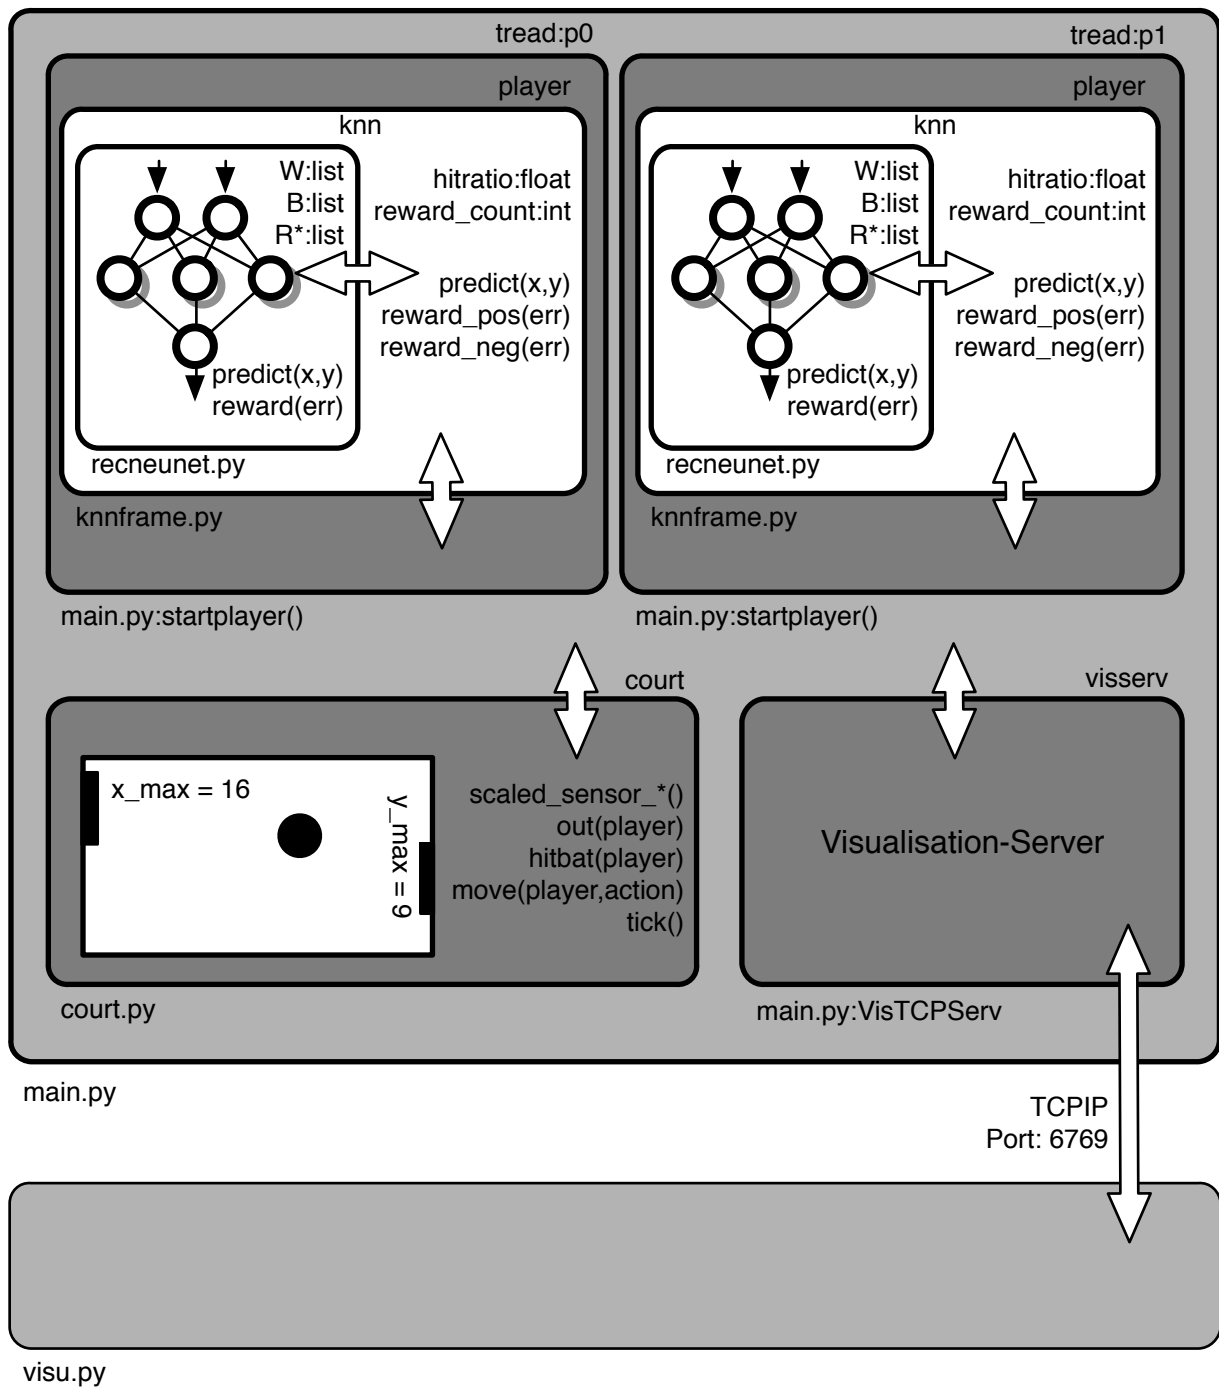 tread:p0
player
knn
W:list
B:list
R*:list
hitratio:float
reward_count:int
predict(x,y)
reward_pos(err)
reward_neg(err)
predict(x,y)
reward(err)
recneunet.py
knnframe.py
main.py:startplayer()
tread:p1
player
knn
W:list
B:list
R*:list
hitratio:float
reward_count:int
predict(x,y)
reward_pos(err)
reward_neg(err)
predict(x,y)
reward(err)
recneunet.py
knnframe.py
main.py:startplayer()
court
x_max = 16
y_max = 9
scaled_sensor_*()
out(player)
hitbat(player)
move(player,action)
tick()
court.py
visserv
Visualisation-Server
main.py:VisTCPServ
main.py
TCPIP
Port: 6769
visu.py